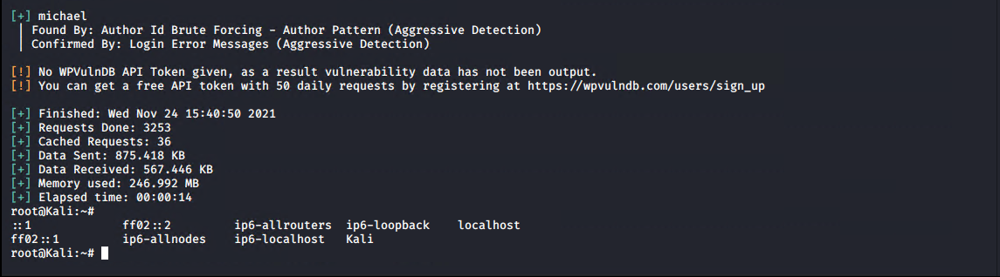 [+] michael
| Found By: Author Id Brute Forcing - Author Pattern (Aggressive Detection)
| Confirmed By: Login Error Messages (Aggressive Detection)
[!] No WPVulnDB API Token given, as a result vulnerability data has not been output.
[!] You can get a free API token with 50 daily requests by registering at https://wpvulndb.com/users/sign_up
[+] Finished: Wed Nov 24 15:40:50 2021
[+] Requests Done: 3253
[+] Cached Requests: 36
[+] Data Sent: 875.418 KB
[+] Data Received: 567.446 KB
[+] Memory used: 246.992 MB
[+] Elapsed time: 00:00:14
root@Kali:~#
::1 ff02::2 ip6-allrouters ip6-loopback localhost
ff02::1 ip6-allnodes ip6-localhost Kali
root@Kali:~#